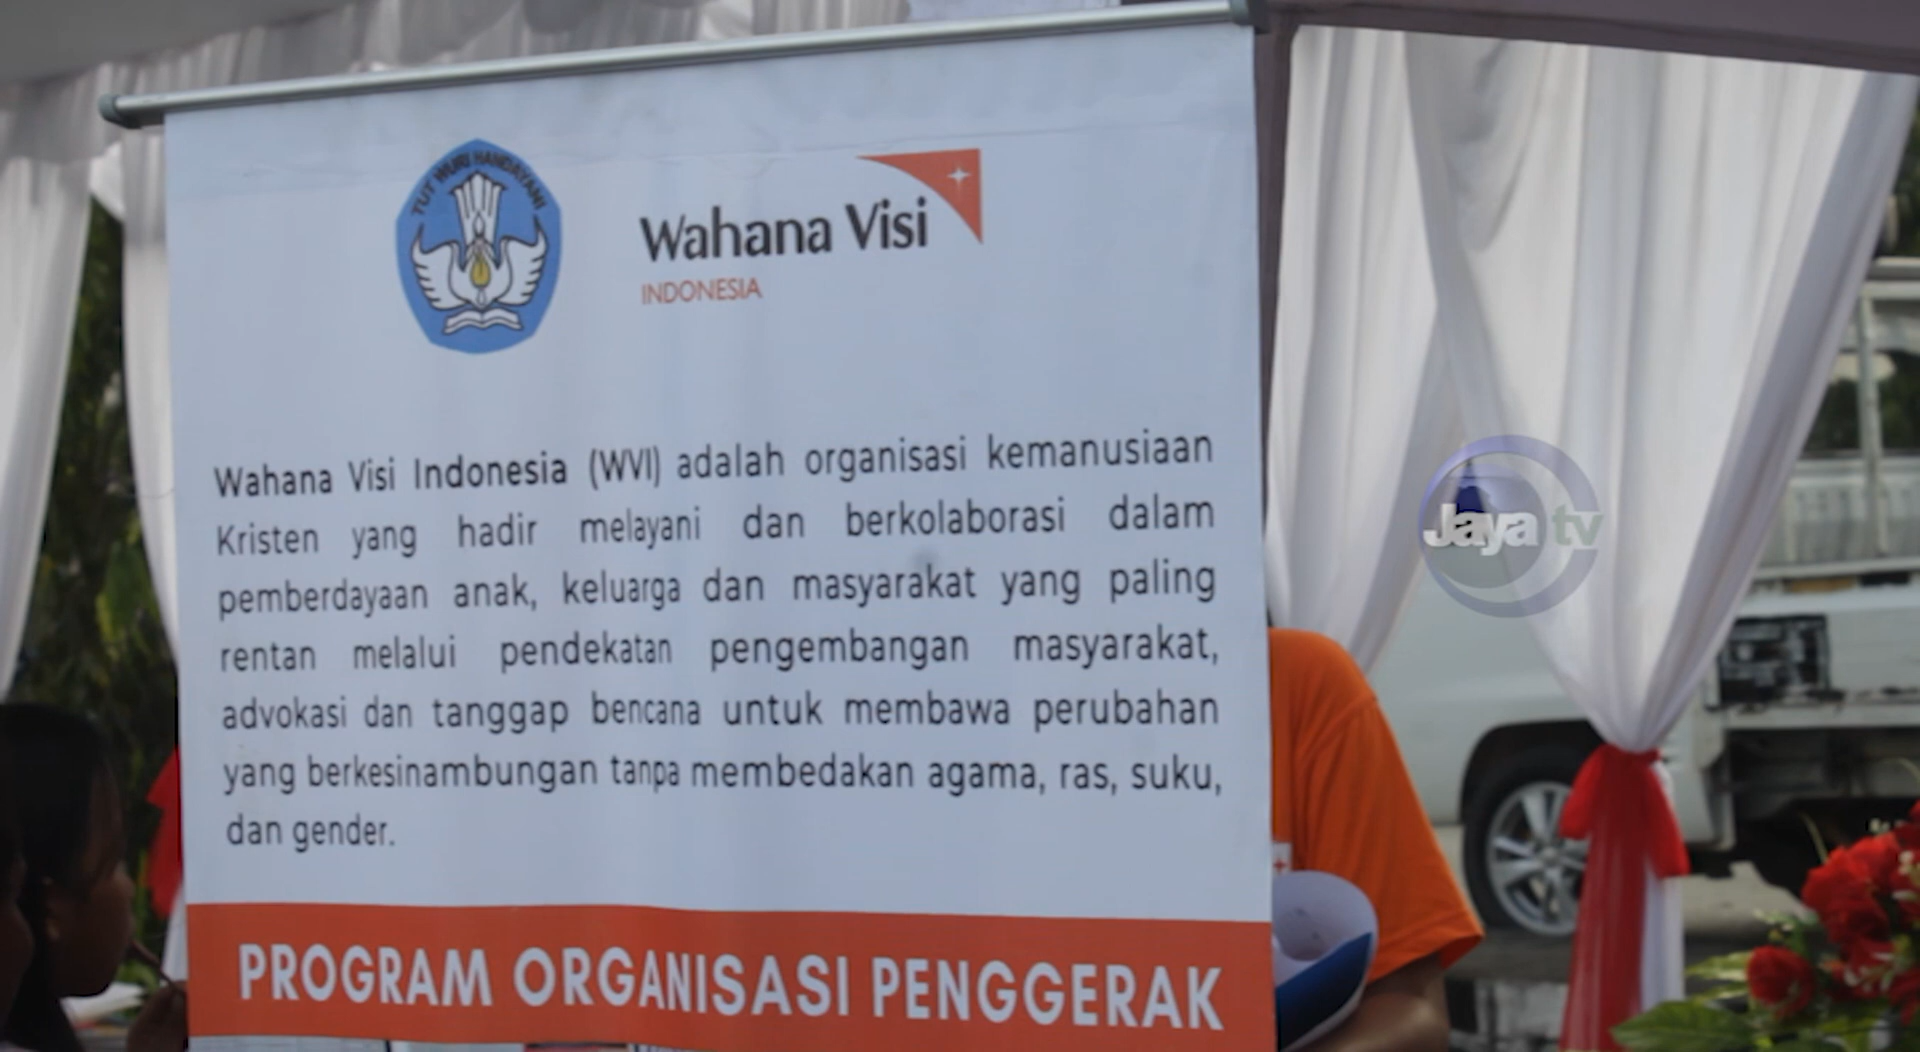 TUT WURI HANDAYANI
Wahana Visi
INDONESIA
Wahana Visi Indonesia (WVI) adalah organisasi kemanusiaan
Kristen yang hadir melayani dan berkolaborasi dalam
pemberdayaan anak, keluarga dan masyarakat yang paling
rentan melalui pendekatan pengembangan masyarakat,
advokasi dan tanggap bencana untuk membawa perubahan
yang berkesinambungan tanpa membedakan agama, ras, suku,
dan gender.
PROGRAM ORGANISASI PENGGERAK
Jaya tv